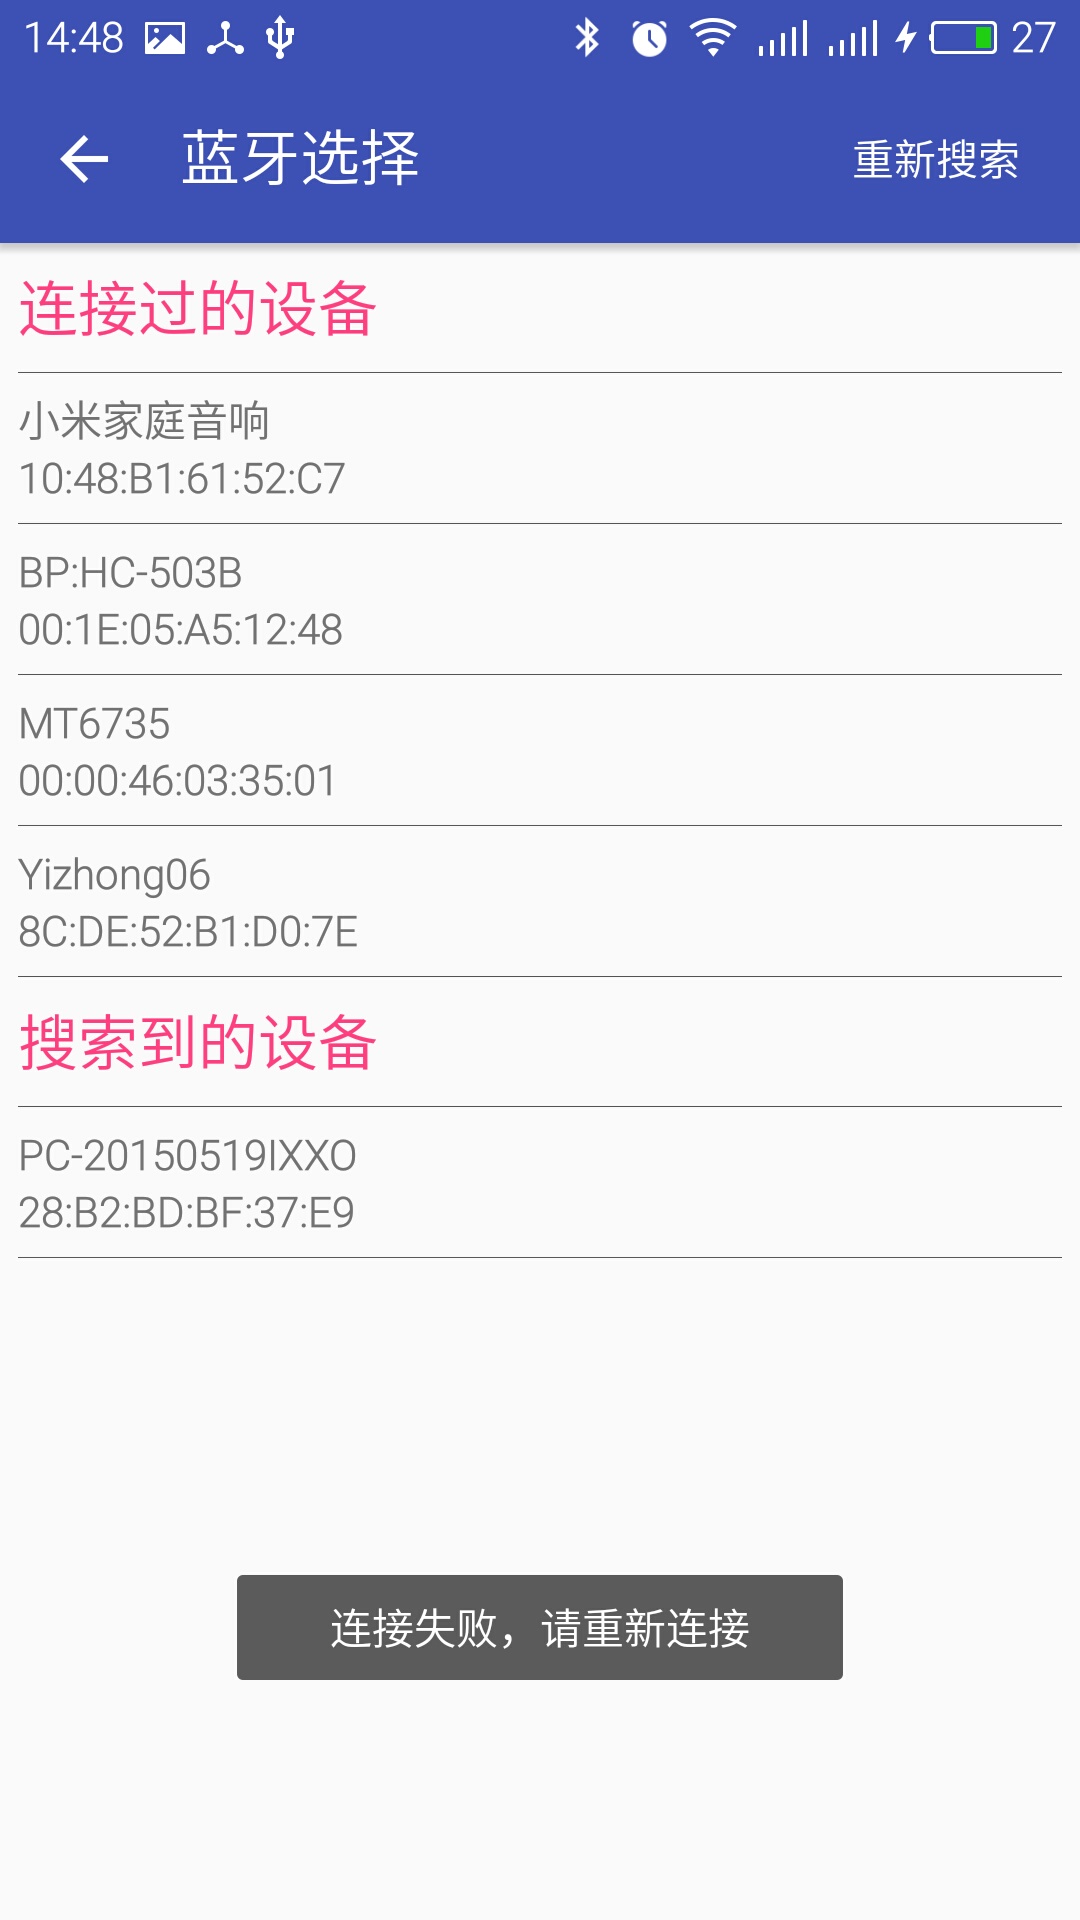 14:48 27
蓝牙选择 重新搜索
连接过的设备
小米家庭音响
10:48:B1:61:52:C7
BP:HC-503B
00:1E:05:A5:12:48
MT6735
00:00:46:03:35:01
Yizhong06
8C:DE:52:B1:D0:7E
搜索到的设备
PC-20150519IXXO
28:B2:BD:BF:37:E9
连接失败，请重新连接